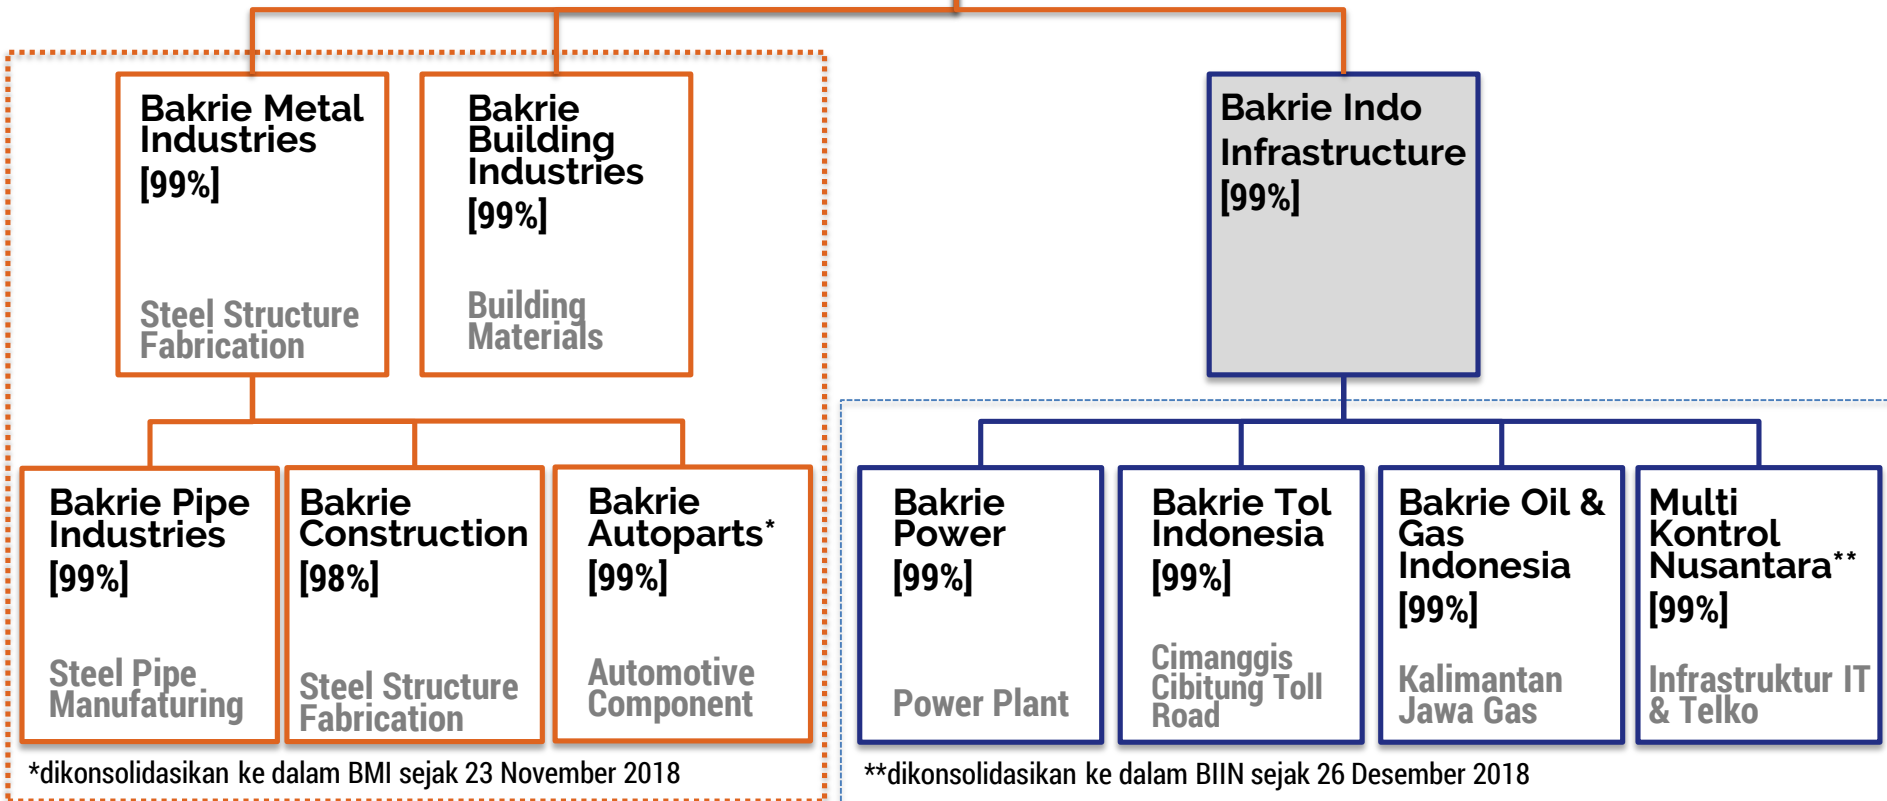 Bakrie Metal
Industries
[99%]
Steel Structure
Fabrication
Bakrie
Building
Industries
[99%]
Building
Materials
Bakrie Indo
Infrastructure
[99%]
Bakrie Pipe
Industries
[99%]
Steel Pipe
Manufaturing
Bakrie
Construction
[98%]
Steel Structure
Fabrication
Bakrie
Autoparts*
[99%]
Automotive
Component
Bakrie
Power
[99%]
Power Plant
Bakrie Tol
Indonesia
[99%]
Cimanggis
Cibitung Toll
Road
Bakrie Oil &
Gas
Indonesia
[99%]
Kalimantan
Jawa Gas
Multi
Kontrol
Nusantara**
[99%]
Infrastruktur IT
& Telko
*dikonsolidasikan ke dalam BMI sejak 23 November 2018
**dikonsolidasikan ke dalam BIIN sejak 26 Desember 2018